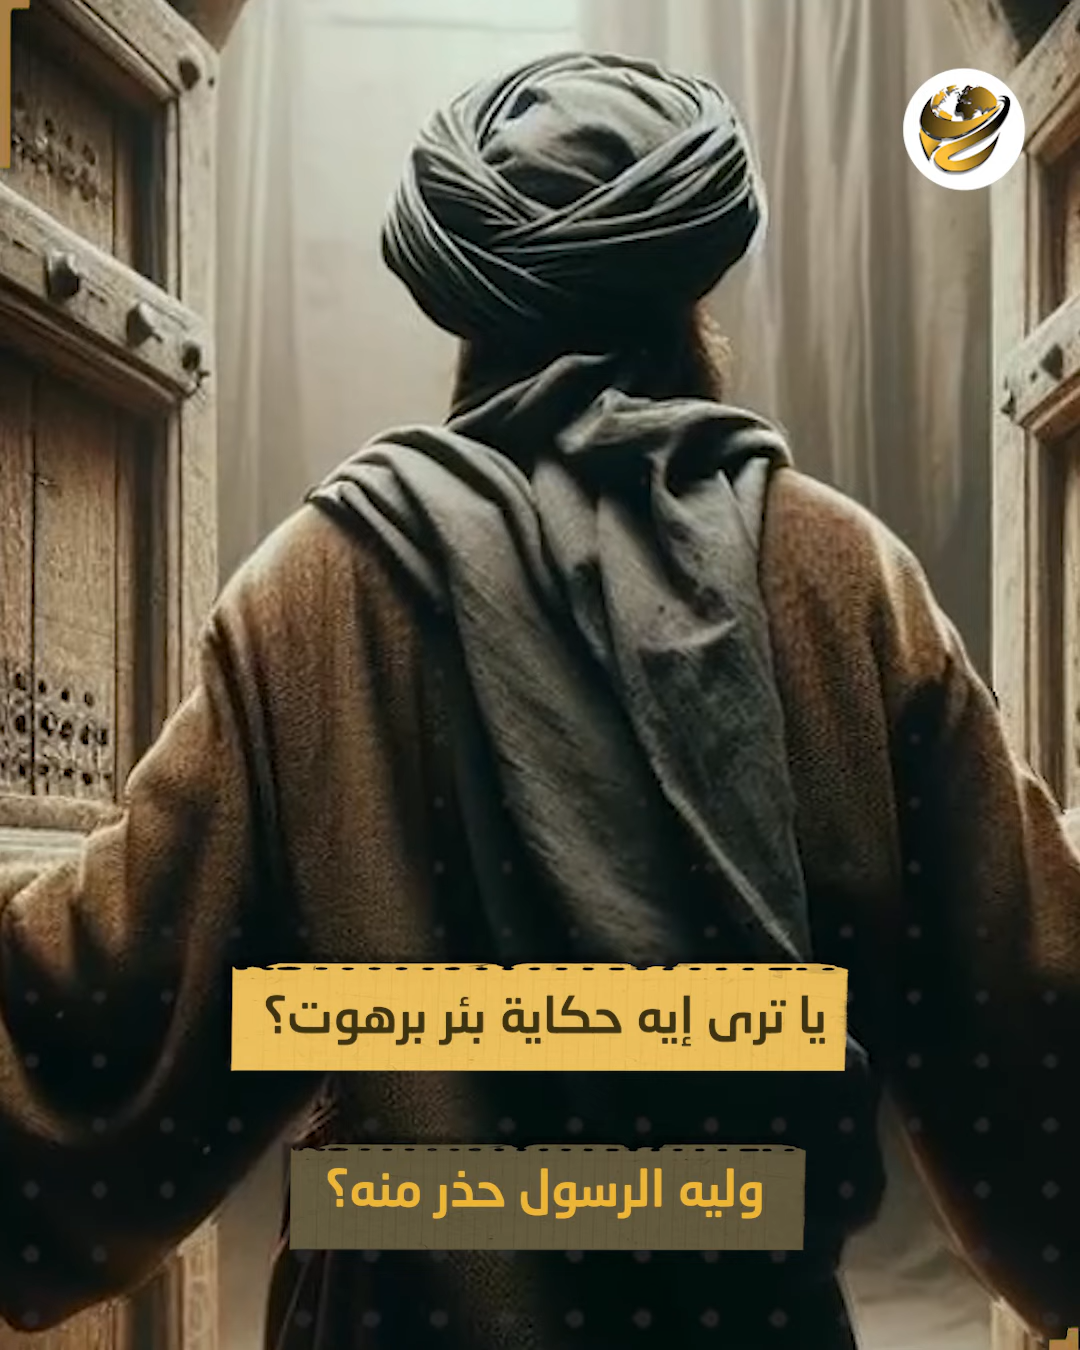 يا ترى إيه حكاية بئر برهوت؟
وليه الرسول حذر منه؟